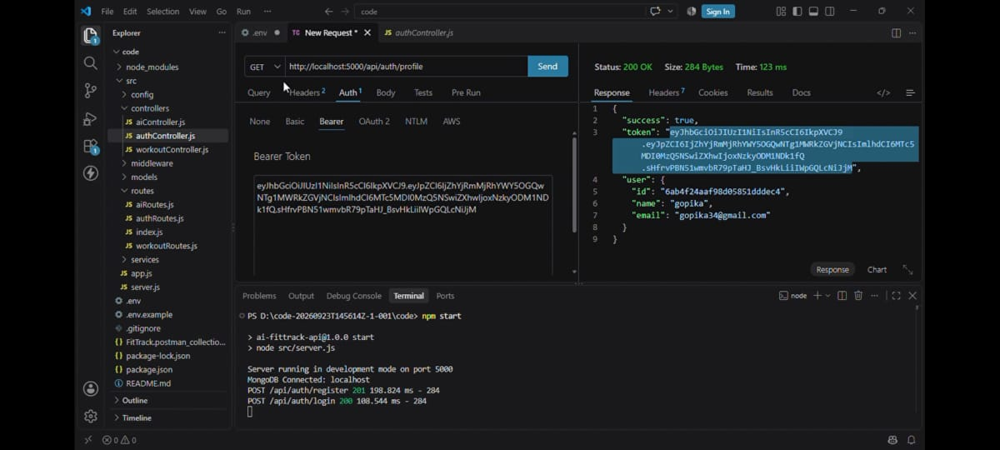 File Edit Selection View Go Run ··· code Sign In
Explorer ···
.env
TC New Request *
JS authController.js
code
node_modules
src
config
controllers
JS aiController.js
JS authController.js
JS workoutController.js
middleware
models
routes
JS aiRoutes.js
JS authRoutes.js
JS index.js
JS workoutRoutes.js
services
JS app.js
JS server.js
.env
.env.example
.gitignore
{} FitTrack.postman_collectio...
{} package-lock.json
{} package.json
README.md
Outline
Timeline
GET http://localhost:5000/api/auth/profile Send
Query Headers 2 Auth 1 Body Tests Pre Run
None Basic Bearer OAuth 2 NTLM AWS
Bearer Token
Status: 200 OK Size: 284 Bytes Time: 123 ms
Response Headers 7 Cookies Results Docs </>
1 {
2 "success": true,
4 "user": {
5 "id": "6ab4f24aaf98d05851dddec4",
6 "name": "gopika",
7 "email": "gopika34@gmail.com"
8 }
9 }
Response Chart
Problems Output Debug Console Terminal Ports node
PS D:\code-20260923T145614Z-1-001\code> npm start
> ai-fittrack-api@1.0.0 start
> node src/server.js
Server running in development mode on port 5000
MongoDB Connected: localhost
POST /api/auth/register 201 198.824 ms - 284
POST /api/auth/login 200 108.544 ms - 284
0 0